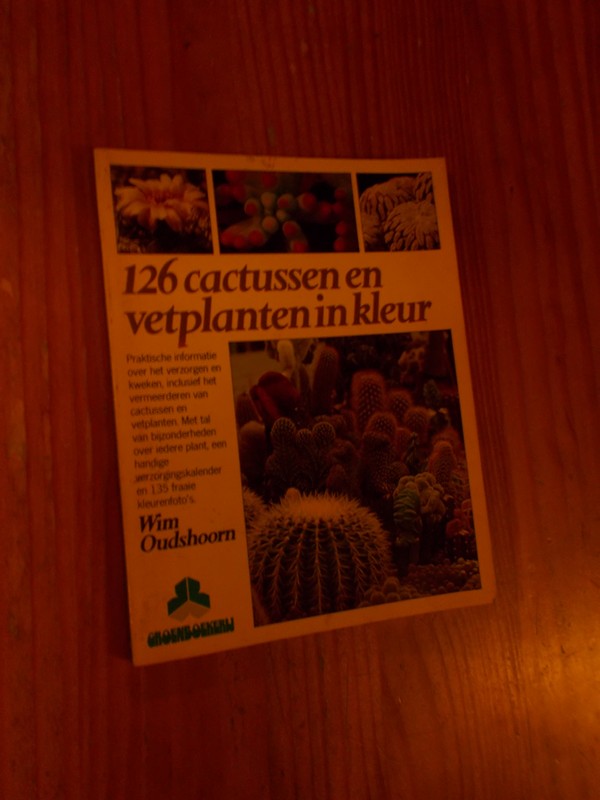 126 cactussen en
vetplanten in kleur
Praktische informatie
over het verzorgen en
kweken, inclusief het
vermeerderen van
cactussen en
vetplanten. Met tal
van bijzonderheden
over iedere plant, een
handige
verzorgingskalender
en 135 fraaie
kleurenfoto's.
Wim
Oudshoorn
GROENBOEKERIJ